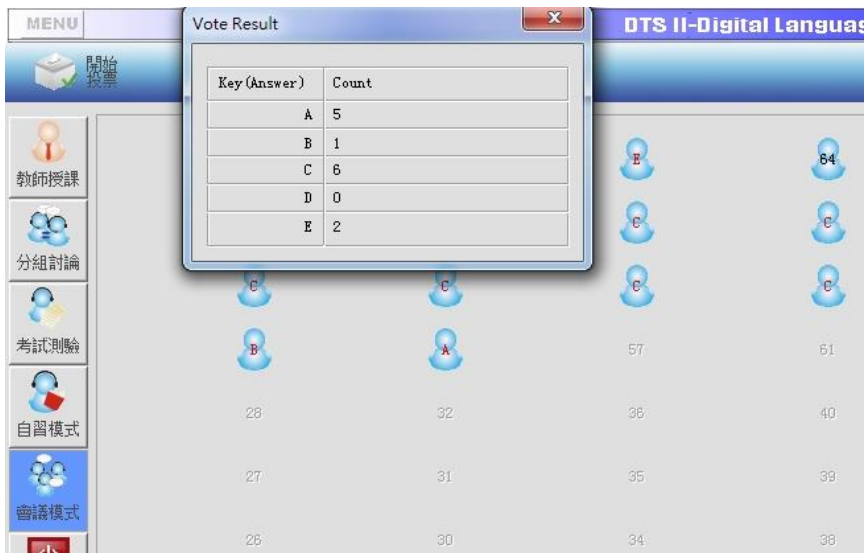 MENU
Vote Result
x
DTS II-Digital Languag
開始
投票
Key(Answer) Count
A 5
B 1
C 6
D 0
E 2
教師授課
分組討論
考試測驗
自習模式
會議模式
E 64
C C
C C C C
B A 57 61
28 32 36 40
27 31 35 39
26 30 34 38